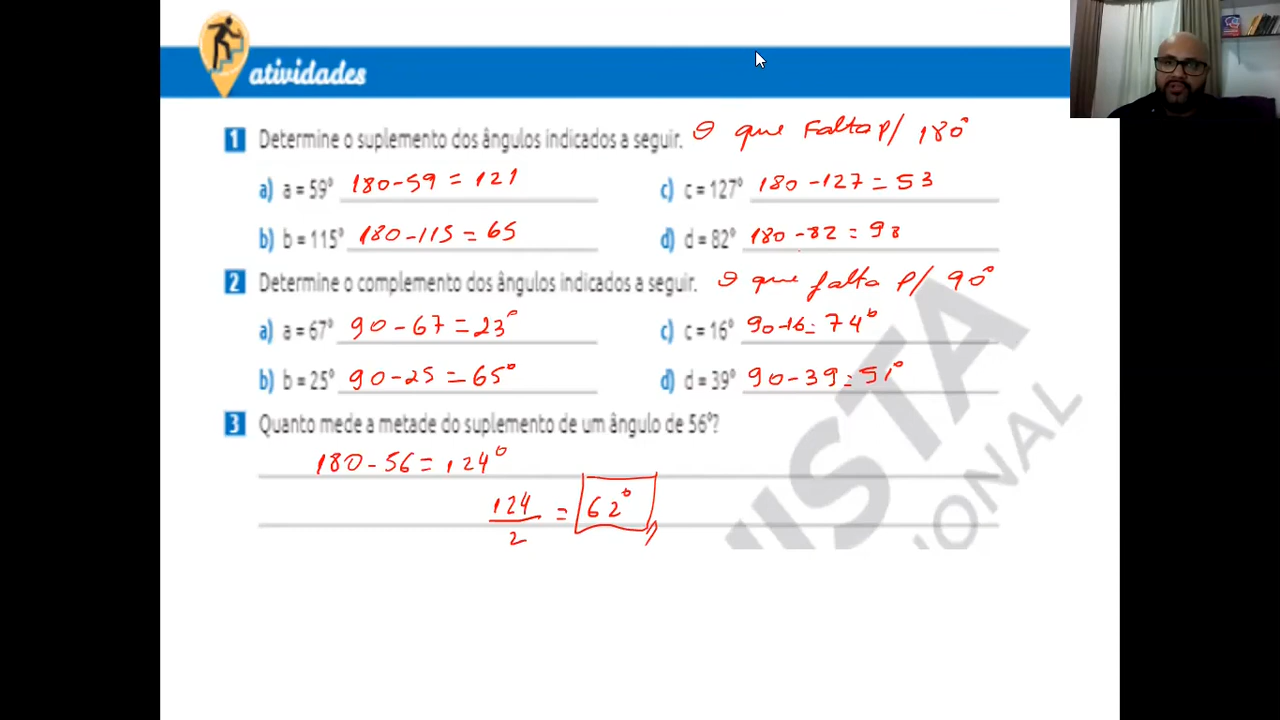 atividades
1 Determine o suplemento dos ângulos indicados a seguir. O que Falta p/ 180°
a) a = 59° 180-59 = 121
c) c = 127° 180-127 = 53
b) b = 115° 180-115 = 65
d) d = 82° 180-82 = 98
2 Determine o complemento dos ângulos indicados a seguir. O que falta p/ 90°
a) a = 67° 90-67 = 23°
c) c = 16° 90-16 = 74°
b) b = 25° 90-25 = 65°
d) d = 39° 90-39 = 51°
3 Quanto mede a metade do suplemento de um ângulo de 56°?
180-56 = 124°
124/2 = 62°